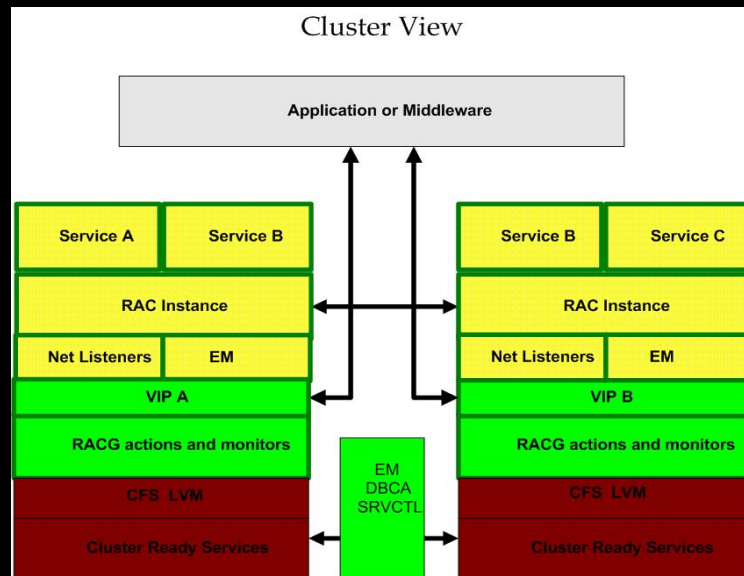 Cluster View
Application or Middleware
Service A
Service B
RAC Instance
Net Listeners
EM
VIP A
RACG actions and monitors
CFS LVM
Cluster Ready Services
EM
DBCA
SRVCTL
Service B
Service C
RAC Instance
Net Listeners
EM
VIP B
RACG actions and monitors
CFS LVM
Cluster Ready Services